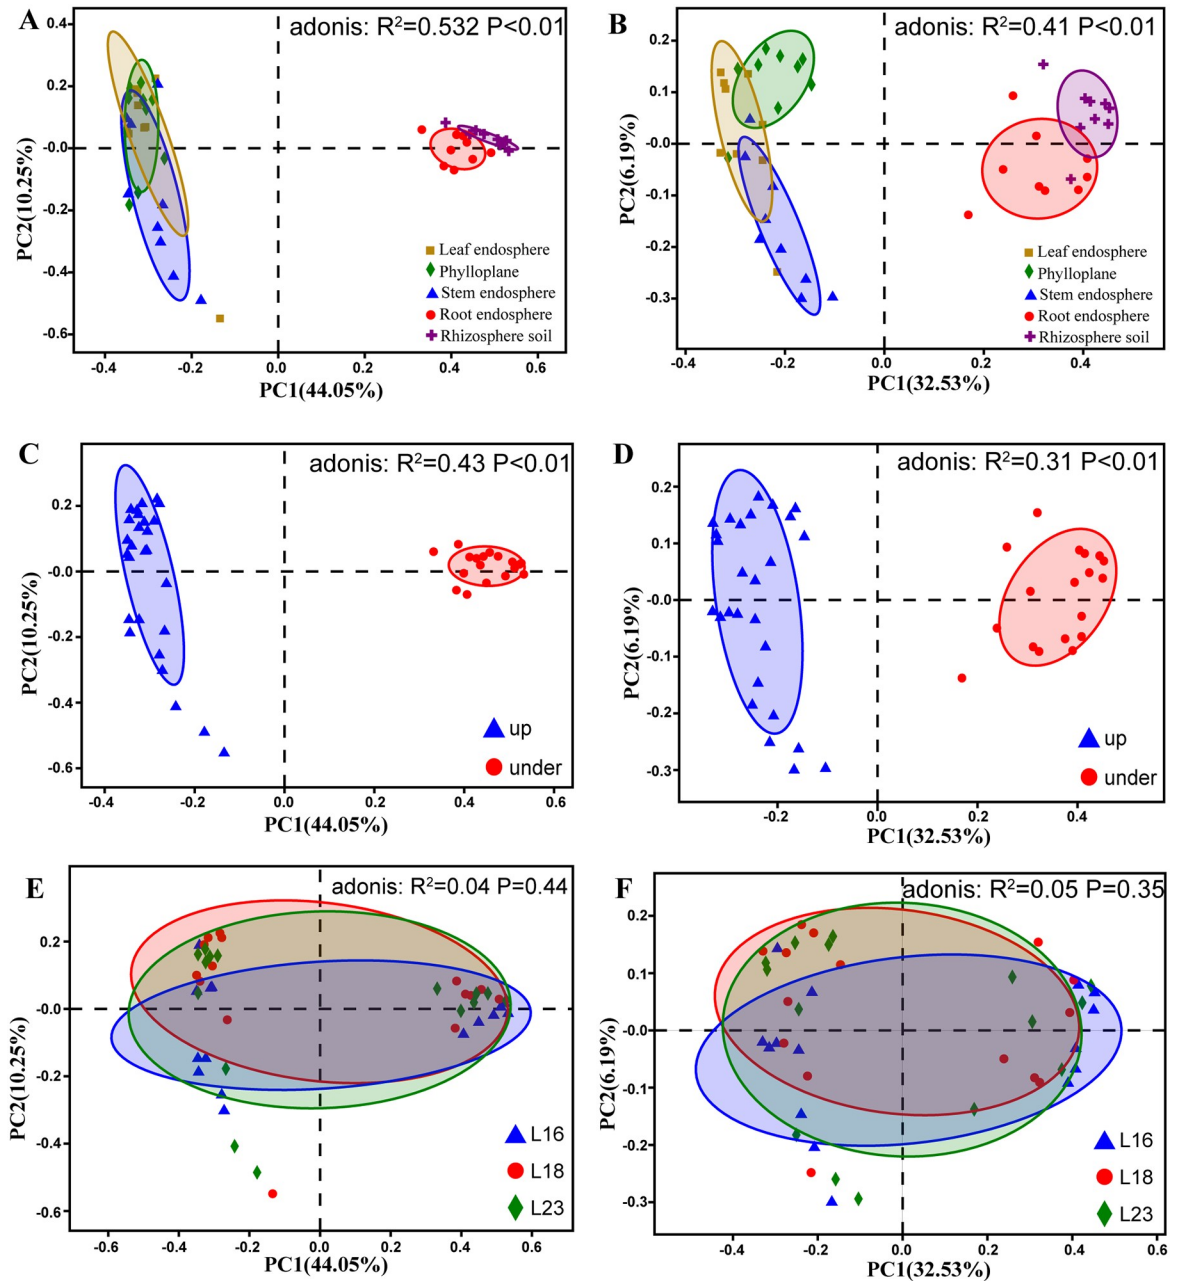 A
adonis: R²=0.532 P<0.01
0.4
0.2
-0.0
-0.2
-0.4
-0.6
PC2(10.25%)
Leaf endosphere
Phylloplane
Stem endosphere
Root endosphere
Rhizosphere soil
-0.4 -0.2 0.0 0.2 0.4 0.6
PC1(44.05%)
B
adonis: R²=0.41 P<0.01
0.2
0.1
-0.0
-0.1
-0.2
-0.3
PC2(6.19%)
Leaf endosphere
Phylloplane
Stem endosphere
Root endosphere
Rhizosphere soil
-0.4 -0.2 0.0 0.2 0.4
PC1(32.53%)
C
adonis: R²=0.43 P<0.01
0.2
-0.0
-0.2
-0.4
-0.6
PC2(10.25%)
up
under
-0.4 -0.2 0.0 0.2 0.4 0.6
PC1(44.05%)
D
adonis: R²=0.31 P<0.01
0.2
0.1
-0.0
-0.1
-0.2
-0.3
PC2(6.19%)
up
under
-0.2 0.0 0.2 0.4
PC1(32.53%)
E
adonis: R²=0.04 P=0.44
0.2
-0.0
-0.2
-0.4
-0.6
PC2(10.25%)
L16
L18
L23
-0.6 -0.4 -0.2 0.0 0.2 0.4 0.6
PC1(44.05%)
F
adonis: R²=0.05 P=0.35
0.2
0.1
-0.0
-0.1
-0.2
-0.3
PC2(6.19%)
L16
L18
L23
-0.4 -0.2 0.0 0.2 0.4 0.6
PC1(32.53%)